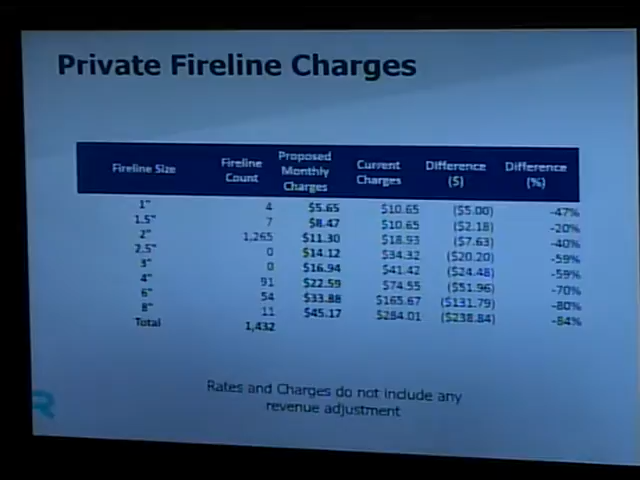 Private Fireline Charges
Fireline Size Fireline Count Proposed Monthly Charges Current Charges Difference ($) Difference (%)
1" 4 $5.65 $10.65 ($5.00) -47%
1.5" 7 $8.47 $10.65 ($2.18) -20%
2" 1,265 $11.30 $18.93 ($7.63) -40%
2.5" 0 $14.12 $34.32 ($20.20) -59%
3" 0 $16.94 $41.42 ($24.48) -59%
4" 91 $22.59 $74.55 ($51.96) -70%
6" 54 $33.88 $165.67 ($131.79) -80%
8" 11 $45.17 $284.01 ($238.84) -84%
Total 1,432
Rates and Charges do not include any
revenue adjustment
R